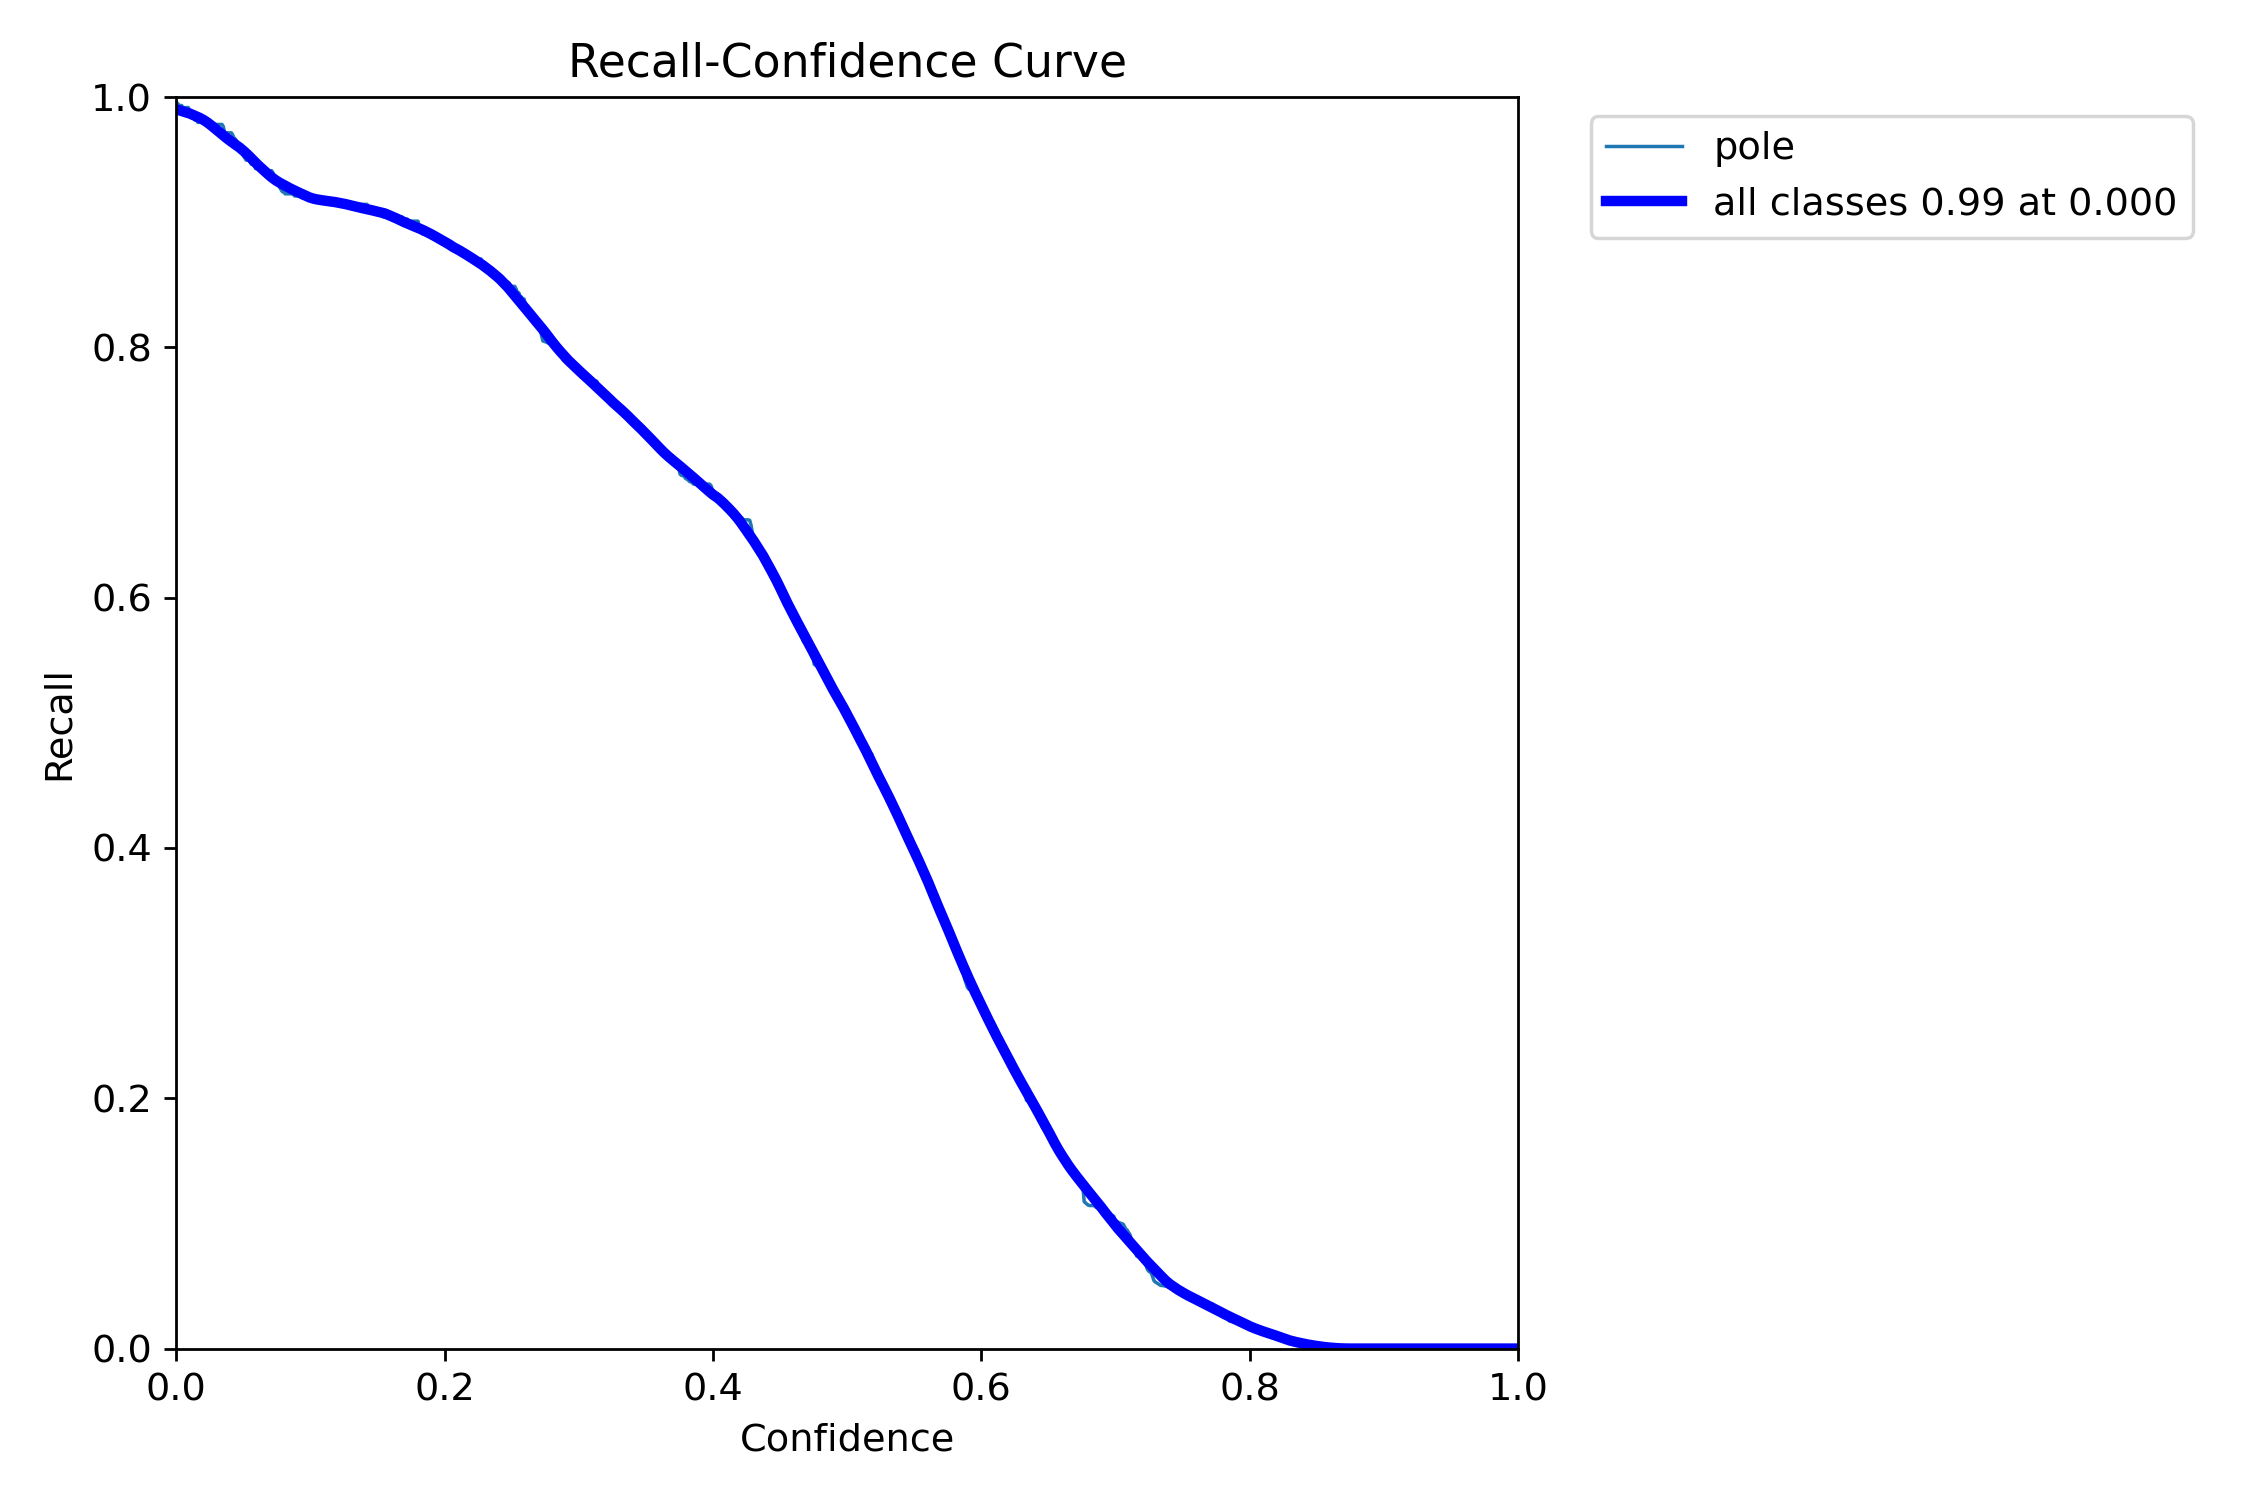 Recall-Confidence Curve
pole
all classes 0.99 at 0.000
1.0
0.8
0.6
0.4
0.2
0.0
Recall
0.0 0.2 0.4 0.6 0.8 1.0
Confidence